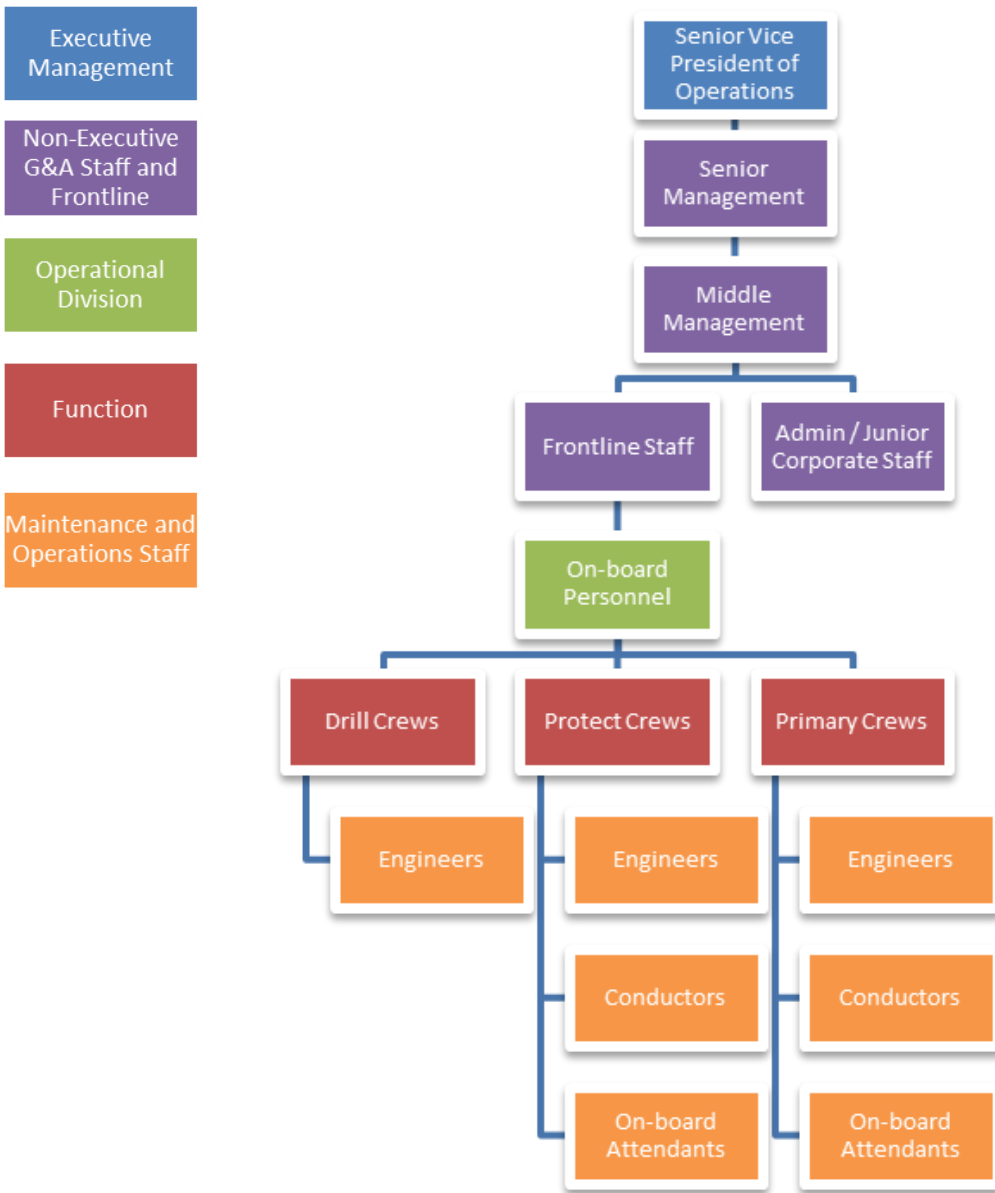 Executive
Management
Non-Executive
G&A Staff and
Frontline
Operational
Division
Function
Maintenance and
Operations Staff
Senior Vice
President of
Operations
Senior
Management
Middle
Management
Frontline Staff
Admin / Junior
Corporate Staff
On-board
Personnel
Drill Crews
Protect Crews
Primary Crews
Engineers
Engineers
Engineers
Conductors
Conductors
On-board
Attendants
On-board
Attendants